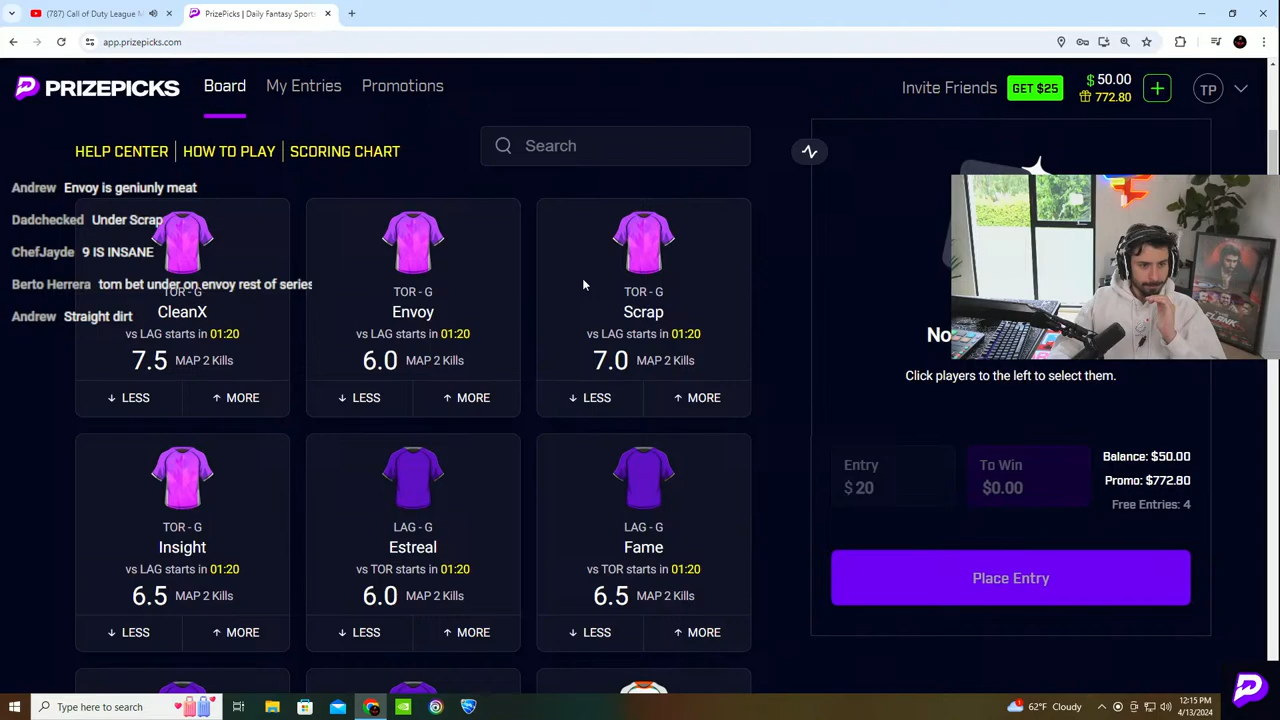 (787) Call of Duty League M
PrizePicks | Daily Fantasy Sports
app.prizepicks.com
PRIZEPICKS
Board
My Entries
Promotions
Invite Friends
GET $25
$ 50.00
772.80
TP
HELP CENTER
HOW TO PLAY
SCORING CHART
Search
Andrew Envoy is geniunly meat
Dadchecked Under Scrap
ChefJayde 9 IS INSANE
Berto Herrera tom bet under on envoy rest of series
Andrew Straight dirt
TOR - G
CleanX
vs LAG starts in 01:20
7.5 MAP 2 Kills
LESS
MORE
TOR - G
Envoy
vs LAG starts in 01:20
6.0 MAP 2 Kills
LESS
MORE
TOR - G
Scrap
vs LAG starts in 01:20
7.0 MAP 2 Kills
LESS
MORE
TOR - G
Insight
vs LAG starts in 01:20
6.5 MAP 2 Kills
LESS
MORE
LAG - G
Estreal
vs TOR starts in 01:20
6.0 MAP 2 Kills
LESS
MORE
LAG - G
Fame
vs TOR starts in 01:20
6.5 MAP 2 Kills
LESS
MORE
No
Click players to the left to select them.
Entry
$ 20
To Win
$0.00
Balance: $50.00
Promo: $772.80
Free Entries: 4
Place Entry
Type here to search
62°F Cloudy
12:15 PM
4/13/2024